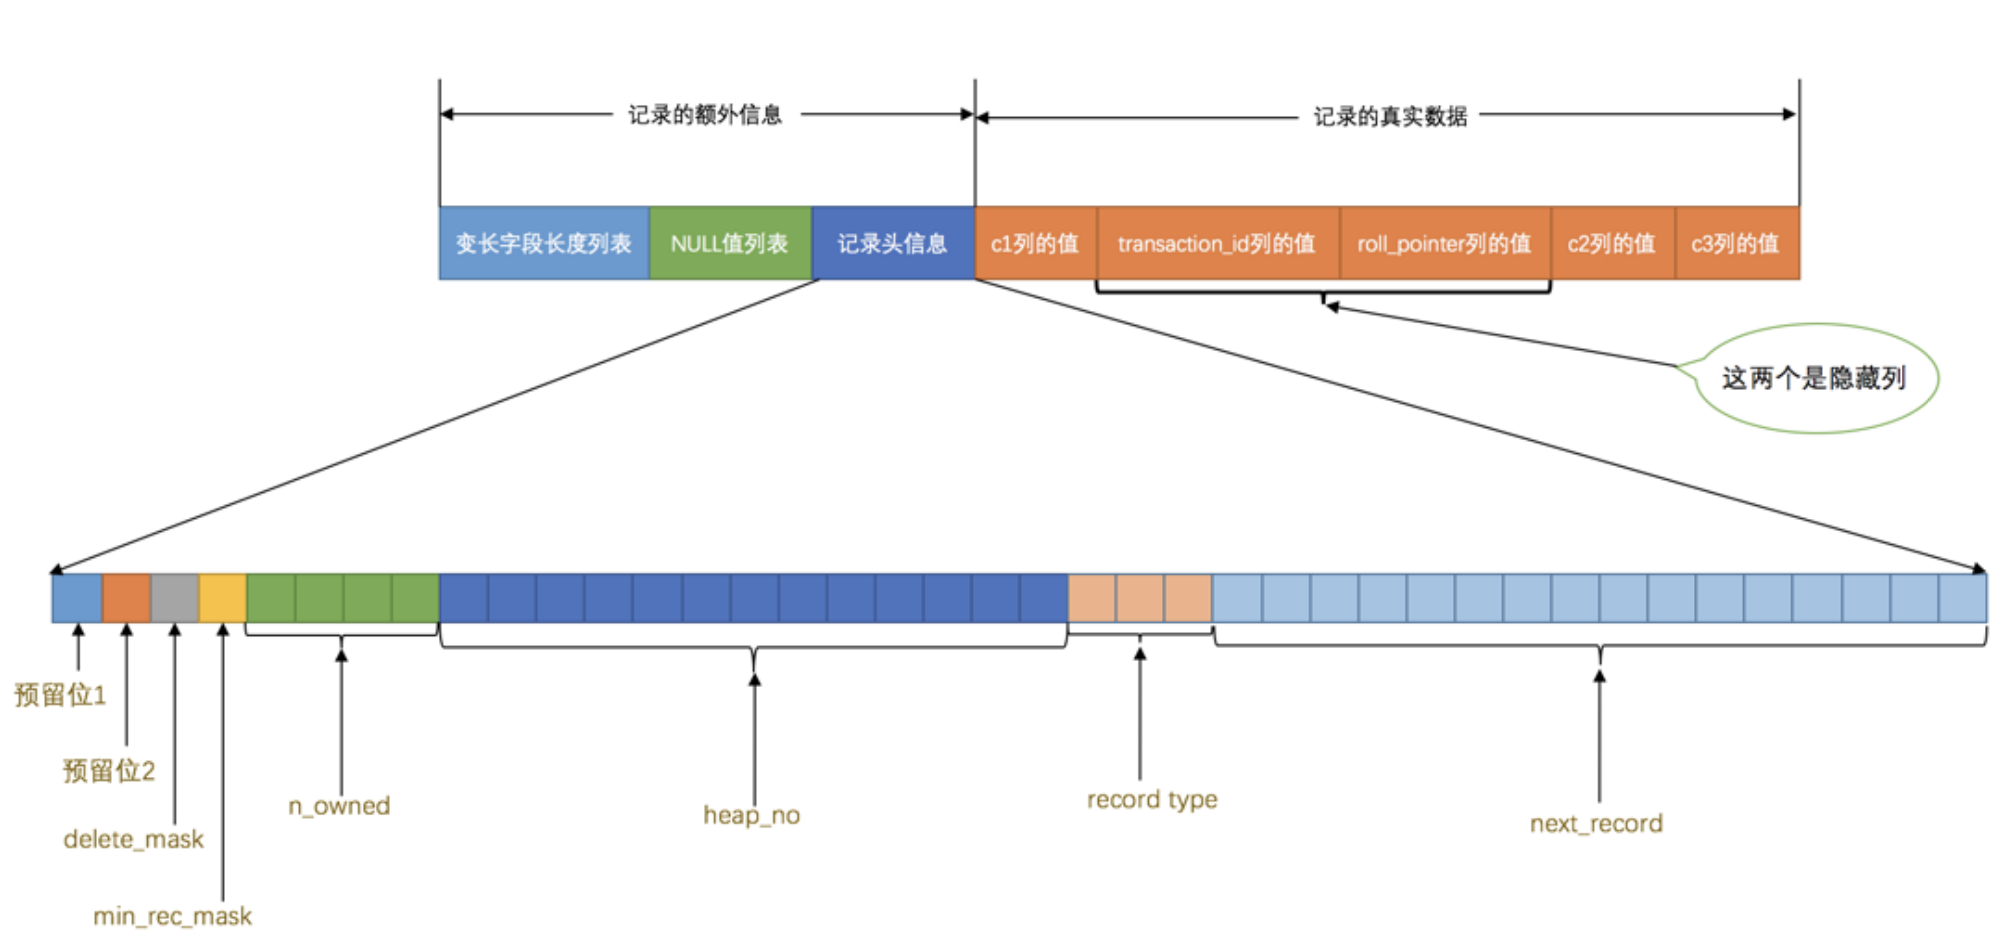 记录的额外信息
记录的真实数据
变长字段长度列表
NULL值列表
记录头信息
c1列的值
transaction_id列的值
roll_pointer列的值
c2列的值
c3列的值
这两个是隐藏列
预留位1
预留位2
delete_mask
min_rec_mask
n_owned
heap_no
record type
next_record